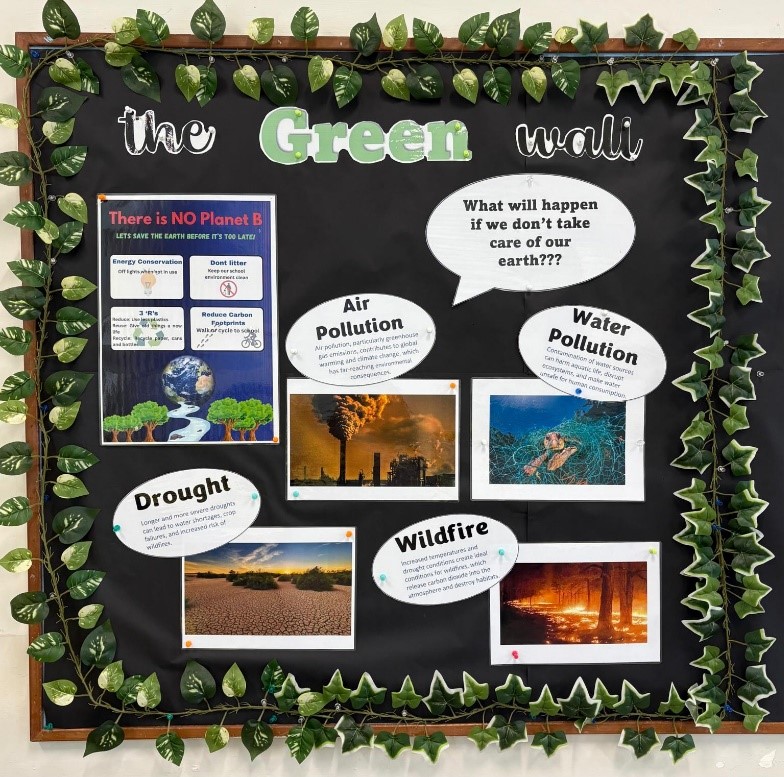 the Green wall
There is NO Planet B
LETS SAVE THE EARTH BEFORE IT'S TOO LATE!
Energy Conservation
Off lights when not in use
Dont litter
Keep our school
environment clean
3 'R's
Reduce: Use less plastics
Reuse: Give old things a new
life
Recycle: Recycle paper, cans
and bottles
Reduce Carbon
Footprints
Walk or cycle to school
What will happen
if we don't take
care of our
earth???
Air
Pollution
Air pollution, particularly greenhouse
gas emissions, contributes to global
warming and climate change, which
has far-reaching environmental
consequences.
Water
Pollution
Contamination of water sources
can harm aquatic life, disrupt
ecosystems, and make water
unsafe for human consumption.
Drought
Longer and more severe droughts
can lead to water shortages, crop
failures, and increased risk of
wildfires.
Wildfire
Increased temperatures and
drought conditions create ideal
conditions for wildfires, which
release carbon dioxide into the
atmosphere and destroy habitats.